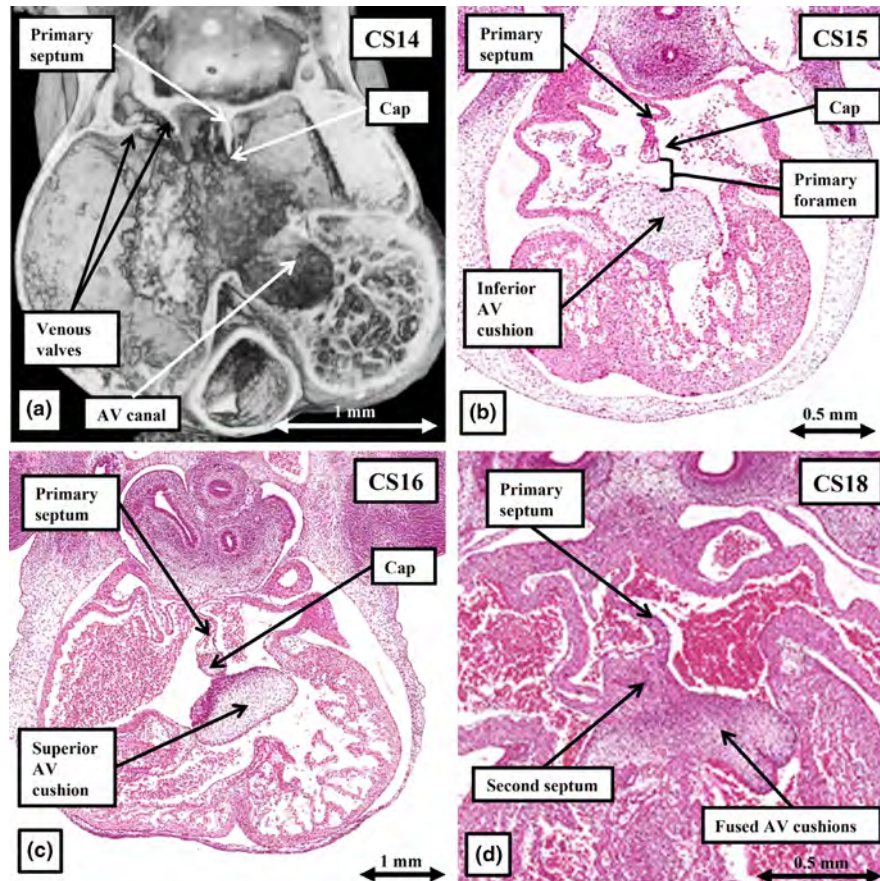 (a)
CS14
Primary
septum
Cap
Venous
valves
AV canal
1 mm
(b)
CS15
Primary
septum
Cap
Primary
foramen
Inferior
AV
cushion
0.5 mm
(c)
CS16
Primary
septum
Cap
Superior
AV
cushion
1 mm
(d)
CS18
Primary
septum
Second septum
Fused AV cushions
0.5 mm